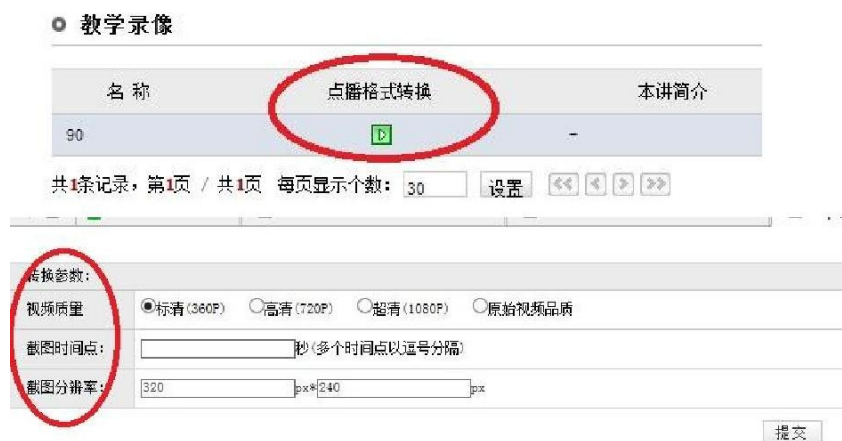 教学录像
名 称 点播格式转换 本讲简介
90 -
共1条记录，第1页 / 共1页 每页显示个数： 30 设置 << < > >>
转换参数：
视频质量 标清(360P) 高清(720P) 超清(1080P) 原始视频品质
截图时间点： 秒(多个时间点以逗号分隔)
截图分辨率： 320 px* 240 px
提交